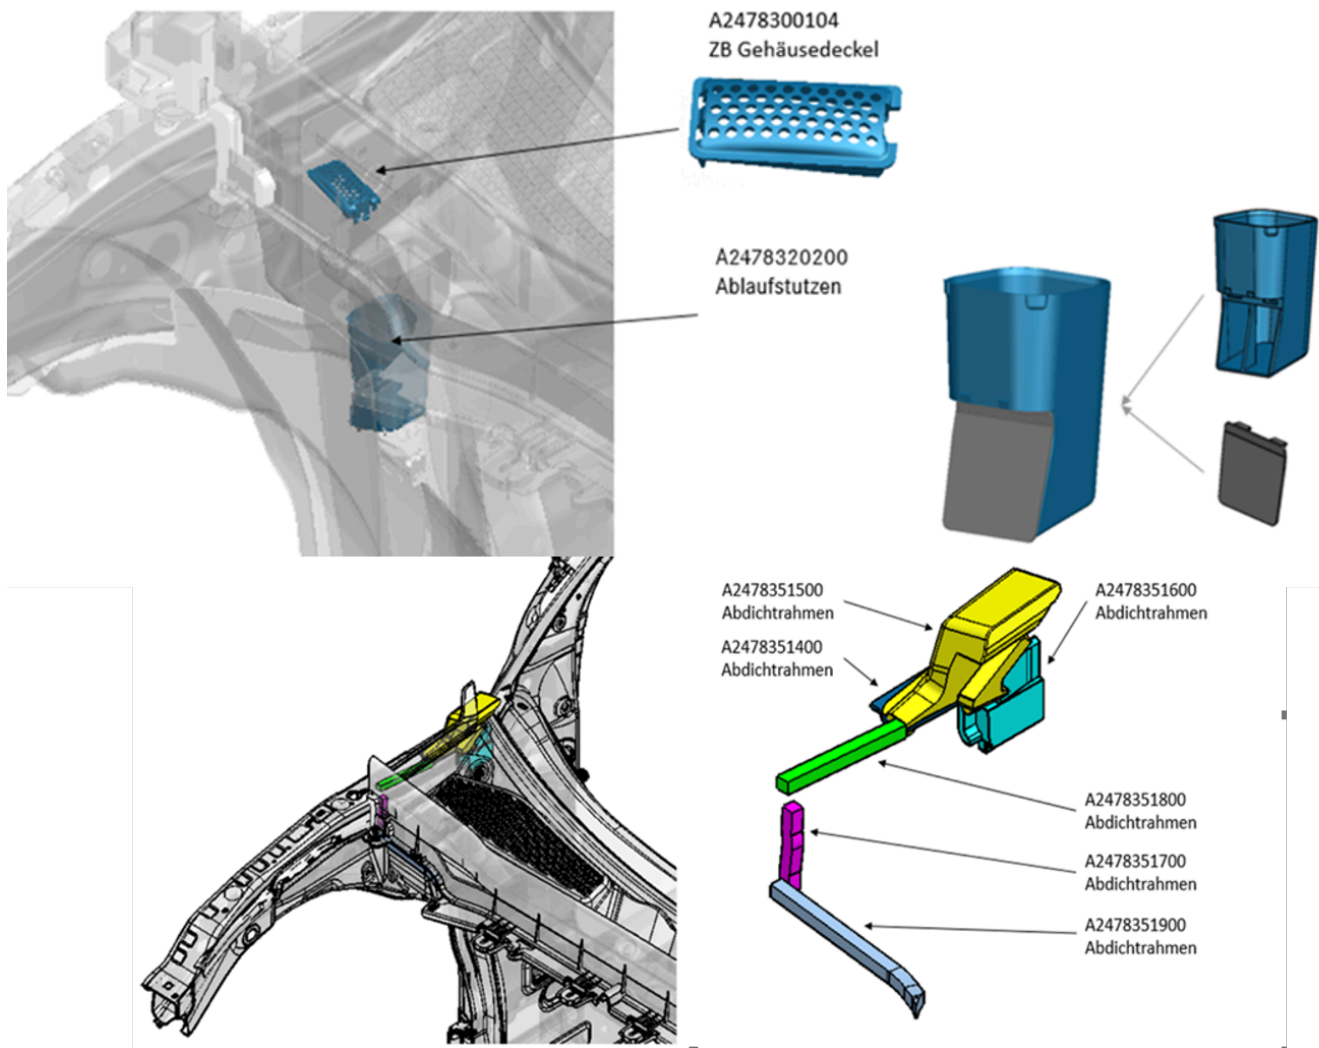 A2478300104
ZB Gehäusedeckel
A2478320200
Ablaufstutzen
A2478351500
Abdichtrahmen
A2478351400
Abdichtrahmen
A2478351600
Abdichtrahmen
A2478351800
Abdichtrahmen
A2478351700
Abdichtrahmen
A2478351900
Abdichtrahmen